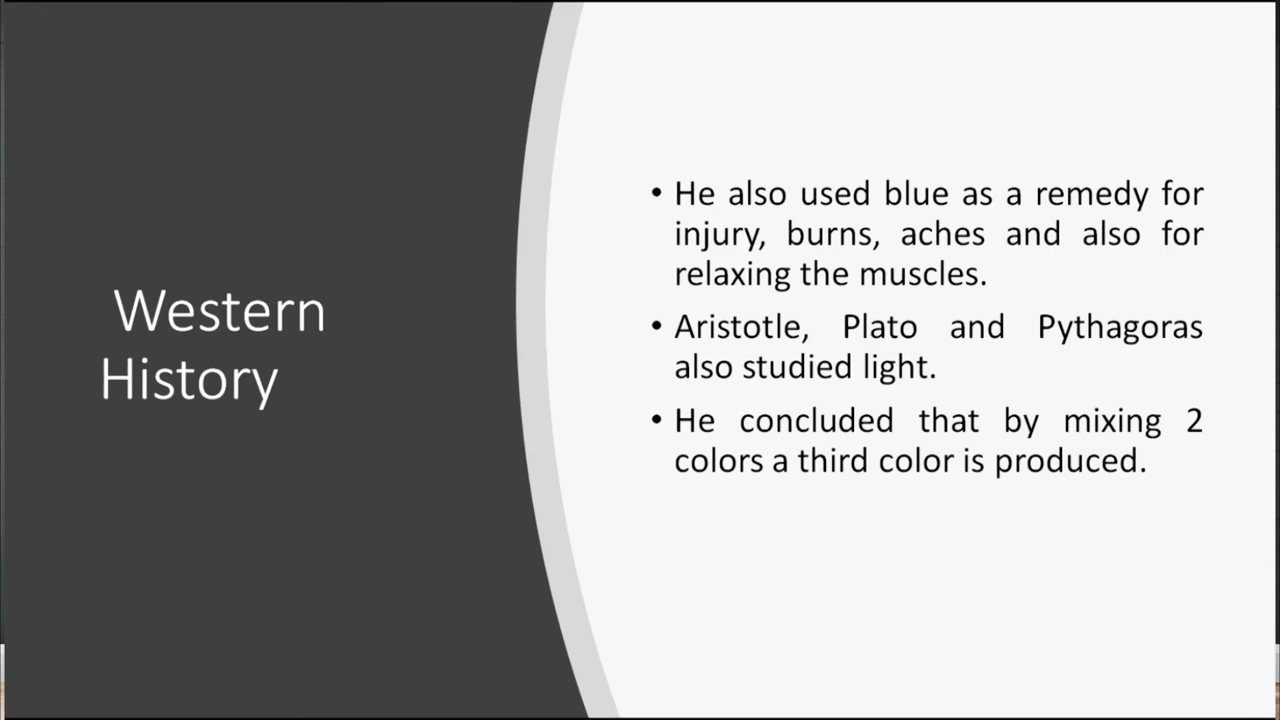 Western
History
• He also used blue as a remedy for
injury, burns, aches and also for
relaxing the muscles.
• Aristotle, Plato and Pythagoras
also studied light.
• He concluded that by mixing 2
colors a third color is produced.